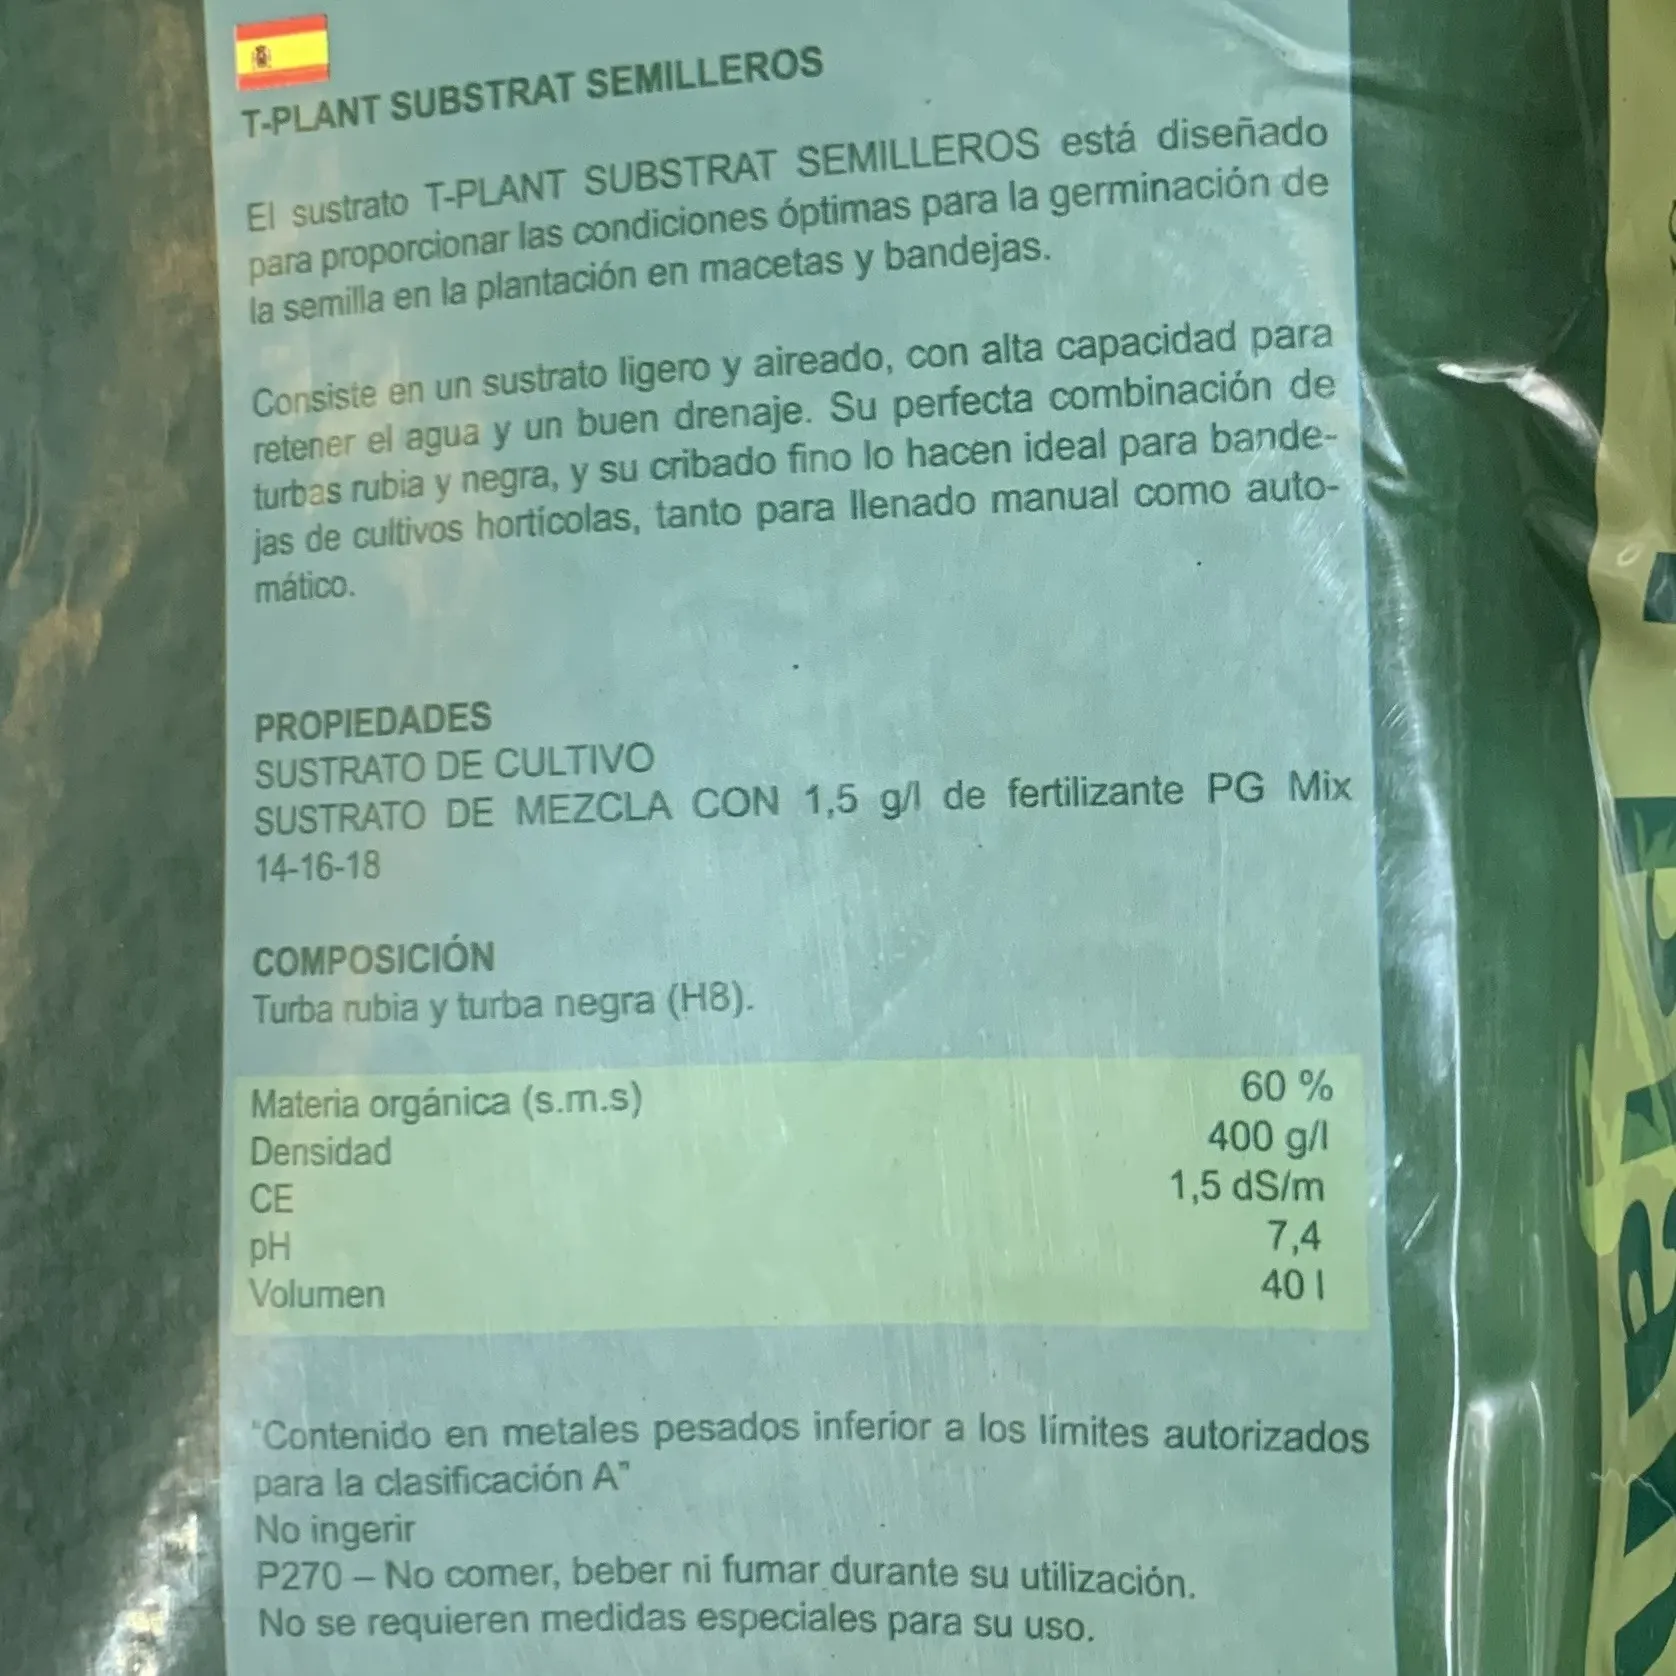 T-PLANT SUBSTRAT SEMILLEROS
El sustrato T-PLANT SUBSTRAT SEMILLEROS está diseñado
para proporcionar las condiciones óptimas para la germinación de
la semilla en la plantación en macetas y bandejas.
Consiste en un sustrato ligero y aireado, con alta capacidad para
retener el agua y un buen drenaje. Su perfecta combinación de
turbas rubia y negra, y su cribado fino lo hacen ideal para bande-
jas de cultivos hortícolas, tanto para llenado manual como auto-
mático.
PROPIEDADES
SUSTRATO DE CULTIVO
SUSTRATO DE MEZCLA CON 1,5 g/l de fertilizante PG Mix
14-16-18
COMPOSICIÓN
Turba rubia y turba negra (H8).
Materia orgánica (s.m.s) 60 %
Densidad 400 g/l
CE 1,5 dS/m
pH 7,4
Volumen 40 l
"Contenido en metales pesados inferior a los límites autorizados
para la clasificación A"
No ingerir
P270 – No comer, beber ni fumar durante su utilización.
No se requieren medidas especiales para su uso.